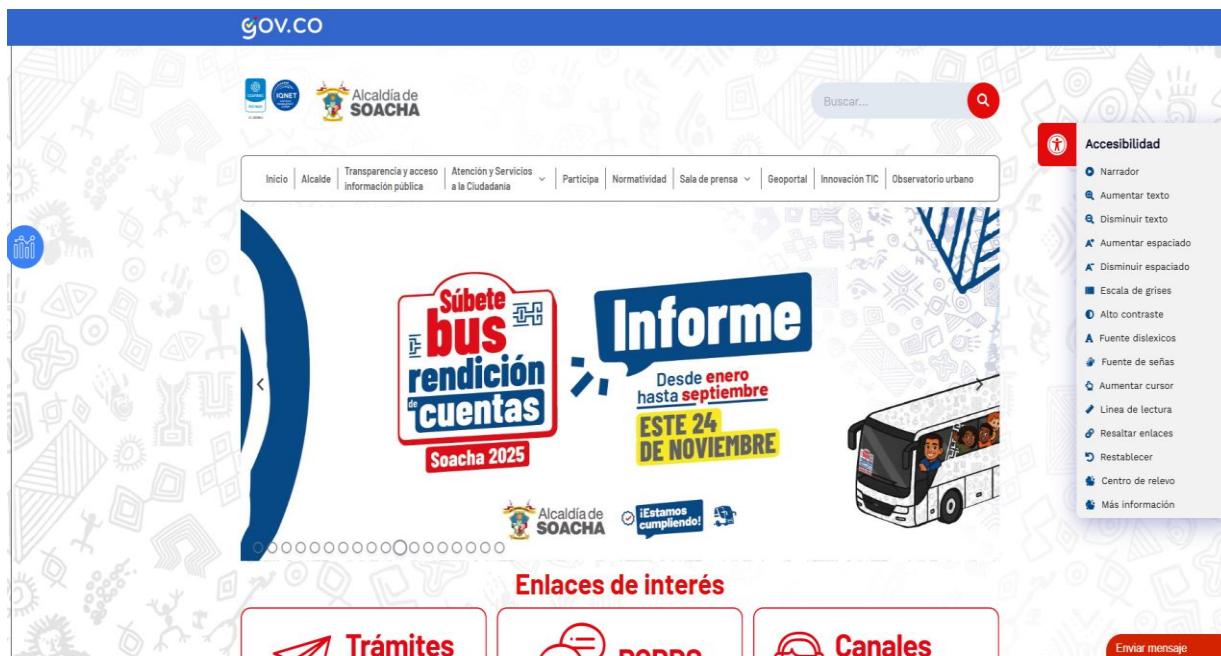 GOV.CO
IQNET
Alcaldía de
SOACHA
Buscar...
Inicio
Alcalde
Transparencia y acceso
información pública
Atención y Servicios
a la Ciudadania
Participa
Normatividad
Sala de prensa
Geoportal
Innovación TIC
Observatorio urbano
Súbete
bus
rendición
de
cuentas
Soacha 2025
Informe
Desde enero
hasta septiembre
ESTE 24
DE NOVIEMBRE
Alcaldía de
SOACHA
¡Estamos
cumpliendo!
Enlaces de interés
Trámites
Canales
Accesibilidad
Narrador
Aumentar texto
Disminuir texto
Aumentar espaciado
Disminuir espaciado
Escala de grises
Alto contraste
Fuente dislexicos
Fuente de señas
Aumentar cursor
Linea de lectura
Resaltar enlaces
Restablecer
Centro de relevo
Más información
Enviar mensaje